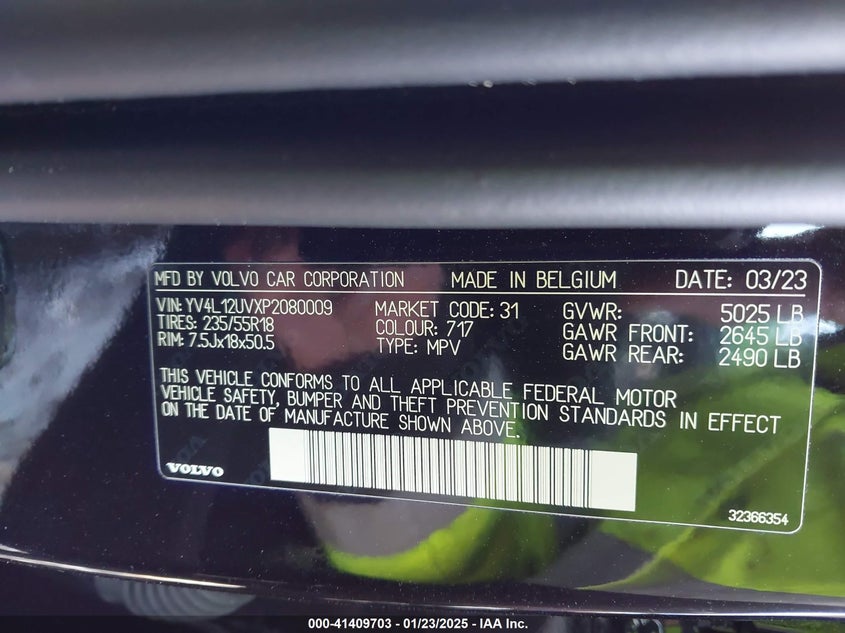 MFD BY VOLVO CAR CORPORATION MADE IN BELGIUM DATE: 03/23
VIN: YV4L12UVXP2080009 MARKET CODE: 31 GVWR: 5025 LB
TIRES: 235/55R18 COLOUR: 717 GAWR FRONT: 2645 LB
RIM: 7.5Jx18x50.5 TYPE: MPV GAWR REAR: 2490 LB
THIS VEHICLE CONFORMS TO ALL APPLICABLE FEDERAL MOTOR
VEHICLE SAFETY, BUMPER AND THEFT PREVENTION STANDARDS IN EFFECT
ON THE DATE OF MANUFACTURE SHOWN ABOVE.
VOLVO
32366354
000-41409703 - 01/23/2025 - IAA Inc.